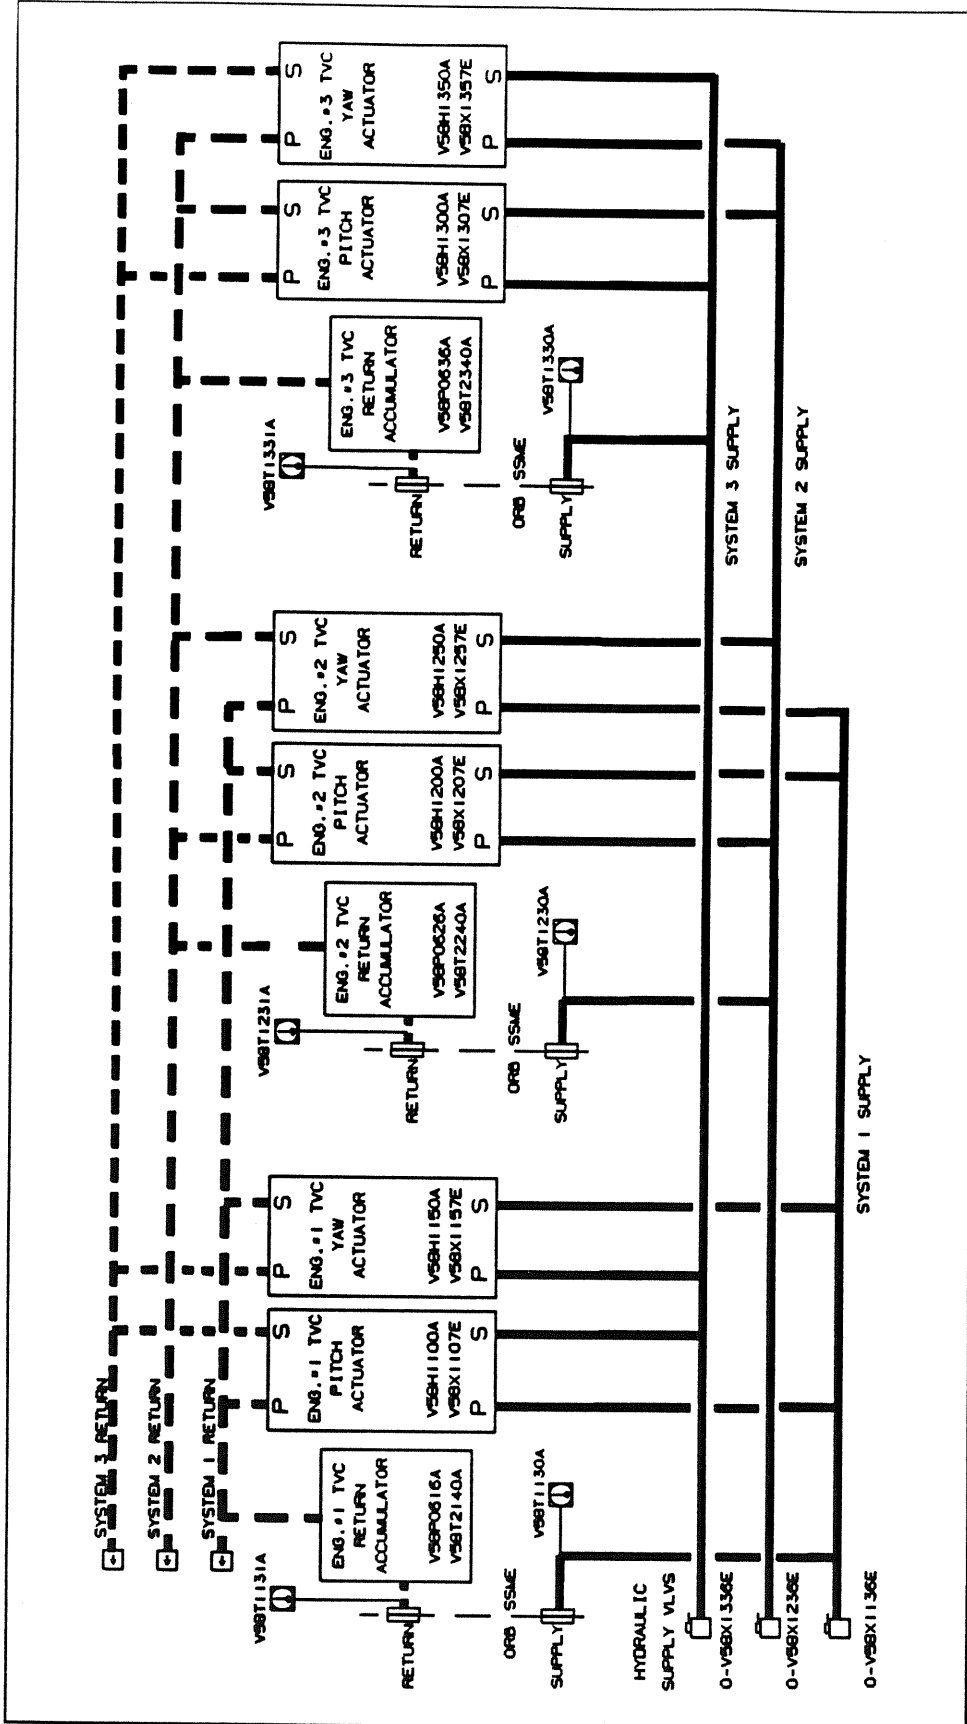 SYSTEM 3 RETURN
SYSTEM 2 RETURN
SYSTEM 1 RETURN
V58T1131A
ENG. #1 TVC
RETURN
ACCUMULATOR
V58P0616A
V58T2140A
RETURN
ORB SSME
SUPPLY
V58T1130A
P S
ENG. #1 TVC
PITCH
ACTUATOR
V58H1100A
V58X1107E
P S
P S
ENG. #1 TVC
YAW
ACTUATOR
V58H1150A
V58X1157E
P S
V58T1231A
ENG. #2 TVC
RETURN
ACCUMULATOR
V58P0626A
V58T2240A
RETURN
ORB SSME
SUPPLY
V58T1230A
P S
ENG. #2 TVC
PITCH
ACTUATOR
V58H1200A
V58X1207E
P S
P S
ENG. #2 TVC
YAW
ACTUATOR
V58H1250A
V58X1257E
P S
V58T1331A
ENG. #3 TVC
RETURN
ACCUMULATOR
V58P0636A
V58T2340A
RETURN
ORB SSME
SUPPLY
V58T1330A
P S
ENG. #3 TVC
PITCH
ACTUATOR
V58H1300A
V58X1307E
P S
P S
ENG. #3 TVC
YAW
ACTUATOR
V58H1350A
V58X1357E
P S
HYDRAULIC
SUPPLY VLVS
O-V58X1336E
SYSTEM 3 SUPPLY
O-V58X1236E
SYSTEM 2 SUPPLY
O-V58X1136E
SYSTEM 1 SUPPLY